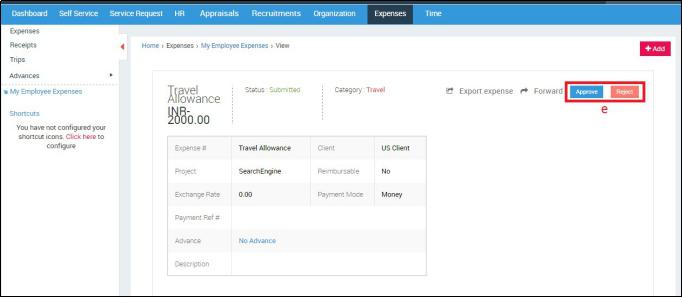 Dashboard Self Service Service Request HR Appraisals Recruitments Organization Expenses Time
Expenses
Receipts
Trips
Advances
My Employee Expenses
Shortcuts
You have not configured your
shortcut icons. Click here to
configure
Home › Expenses › My Employee Expenses › View
+ Add
Travel
Allowance
INR-
2000.00
Status : Submitted
Category : Travel
Export expense
Forward
Approve
Reject
e
Expense # Travel Allowance Client US Client
Project SearchEngine Reimbursable No
Exchange Rate 0.00 Payment Mode Money
Payment Ref #
Advance No Advance
Description